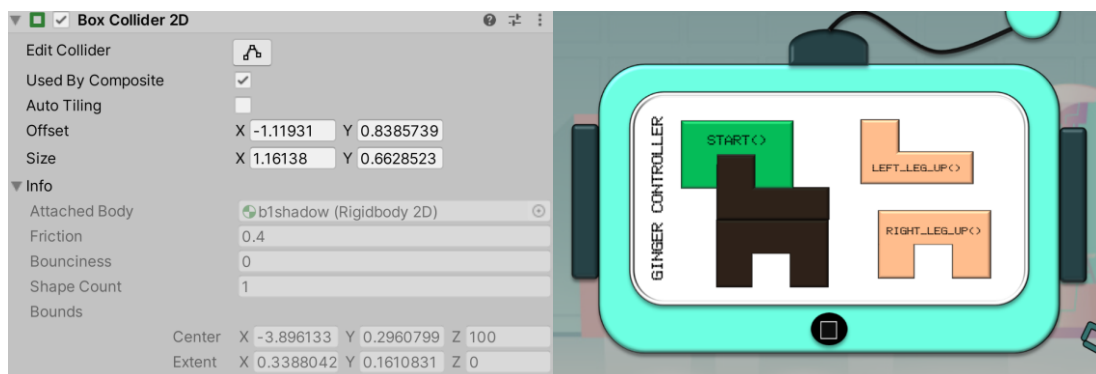 Box Collider 2D
Edit Collider
Used By Composite
Auto Tiling
Offset X -1.11931 Y 0.8385739
Size X 1.16138 Y 0.6628523
Info
Attached Body b1shadow (Rigidbody 2D)
Friction 0.4
Bounciness 0
Shape Count 1
Bounds
Center X -3.896133 Y 0.2960799 Z 100
Extent X 0.3388042 Y 0.1610831 Z 0
GINGER CONTROLLER
START()
LEFT_LEG_UP()
RIGHT_LEG_UP()